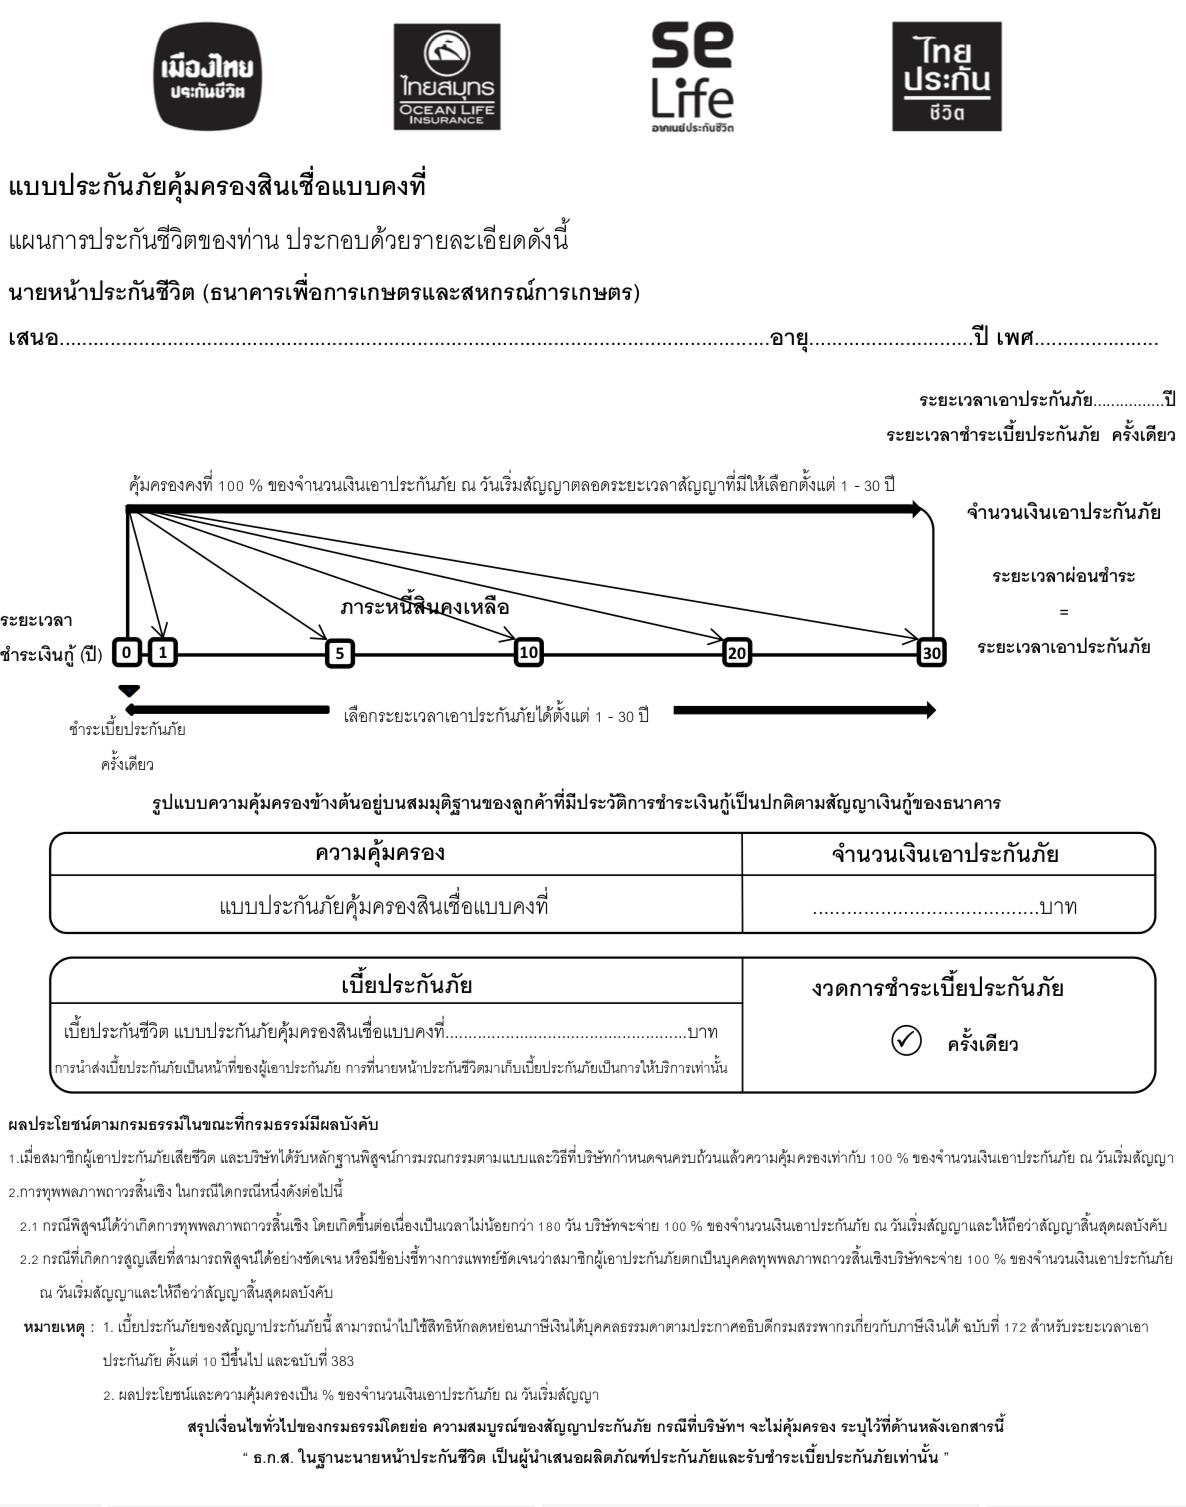 เมืองไทย
ประกันชีวิต
ไทยสมุทร
OCEAN LIFE
INSURANCE
se
Life
อาคเนย์ประกันชีวิต
ไทย
ประกัน
ชีวิต
แบบประกันภัยคุ้มครองสินเชื่อแบบคงที่
แผนการประกันชีวิตของท่าน ประกอบด้วยรายละเอียดดังนี้
นายหน้าประกันชีวิต (ธนาคารเพื่อการเกษตรและสหกรณ์การเกษตร)
เสนอ.............................................................................................................................อายุ.............................ปี เพศ......................
ระยะเวลาเอาประกันภัย................ปี
ระยะเวลาชำระเบี้ยประกันภัย ครั้งเดียว
คุ้มครองคงที่ 100 % ของจำนวนเงินเอาประกันภัย ณ วันเริ่มสัญญาตลอดระยะเวลาสัญญาที่มีให้เลือกตั้งแต่ 1 - 30 ปี
จำนวนเงินเอาประกันภัย
ระยะเวลาผ่อนชำระ
=
ระยะเวลาเอาประกันภัย
ภาระหนี้สินคงเหลือ
ระยะเวลา
ชำระเงินกู้ (ปี) 0 1 5 10 20 30
เลือกระยะเวลาเอาประกันภัยได้ตั้งแต่ 1 - 30 ปี
ชำระเบี้ยประกันภัย
ครั้งเดียว
รูปแบบความคุ้มครองข้างต้นอยู่บนสมมุติฐานของลูกค้าที่มีประวัติการชำระเงินกู้เป็นปกติตามสัญญาเงินกู้ของธนาคาร
ความคุ้มครอง จำนวนเงินเอาประกันภัย
แบบประกันภัยคุ้มครองสินเชื่อแบบคงที่ ........................................บาท
เบี้ยประกันภัย งวดการชำระเบี้ยประกันภัย
เบี้ยประกันชีวิต แบบประกันภัยคุ้มครองสินเชื่อแบบคงที่....................................................บาท
ครั้งเดียว
การนำส่งเบี้ยประกันภัยเป็นหน้าที่ของผู้เอาประกันภัย การที่นายหน้าประกันชีวิตมาเก็บเบี้ยประกันภัยเป็นการให้บริการเท่านั้น
ผลประโยชน์ตามกรมธรรม์ในขณะที่กรมธรรม์มีผลบังคับ
1.เมื่อสมาชิกผู้เอาประกันภัยเสียชีวิต และบริษัทได้รับหลักฐานพิสูจน์การมรณกรรมตามแบบและวิธีที่บริษัทกำหนดจนครบถ้วนแล้วความคุ้มครองเท่ากับ 100 % ของจำนวนเงินเอาประกันภัย ณ วันเริ่มสัญญา
2.การทุพพลภาพถาวรสิ้นเชิง ในกรณีใดกรณีหนึ่งดังต่อไปนี้
2.1 กรณีพิสูจน์ได้ว่าเกิดการทุพพลภาพถาวรสิ้นเชิง โดยเกิดขึ้นต่อเนื่องเป็นเวลาไม่น้อยกว่า 180 วัน บริษัทจะจ่าย 100 % ของจำนวนเงินเอาประกันภัย ณ วันเริ่มสัญญาและให้ถือว่าสัญญาสิ้นสุดผลบังคับ
2.2 กรณีที่เกิดการสูญเสียที่สามารถพิสูจน์ได้อย่างชัดเจน หรือมีข้อบ่งชี้ทางการแพทย์ชัดเจนว่าสมาชิกผู้เอาประกันภัยตกเป็นบุคคลทุพพลภาพถาวรสิ้นเชิงบริษัทจะจ่าย 100 % ของจำนวนเงินเอาประกันภัย
ณ วันเริ่มสัญญาและให้ถือว่าสัญญาสิ้นสุดผลบังคับ
หมายเหตุ : 1. เบี้ยประกันภัยของสัญญาประกันภัยนี้ สามารถนำไปใช้สิทธิหักลดหย่อนภาษีเงินได้บุคคลธรรมดาตามประกาศอธิบดีกรมสรรพากรเกี่ยวกับภาษีเงินได้ ฉบับที่ 172 สำหรับระยะเวลาเอา
ประกันภัย ตั้งแต่ 10 ปีขึ้นไป และฉบับที่ 383
2. ผลประโยชน์และความคุ้มครองเป็น % ของจำนวนเงินเอาประกันภัย ณ วันเริ่มสัญญา
สรุปเงื่อนไขทั่วไปของกรมธรรม์โดยย่อ ความสมบูรณ์ของสัญญาประกันภัย กรณีที่บริษัทฯ จะไม่คุ้มครอง ระบุไว้ที่ด้านหลังเอกสารนี้
“ ธ.ก.ส. ในฐานะนายหน้าประกันชีวิต เป็นผู้นำเสนอผลิตภัณฑ์ประกันภัยและรับชำระเบี้ยประกันภัยเท่านั้น ”